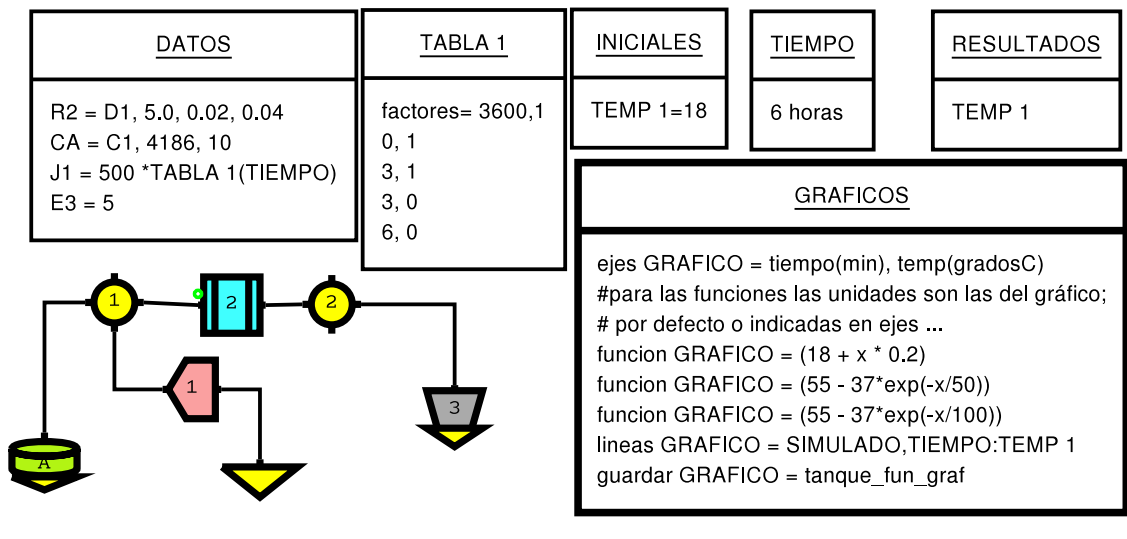 DATOS
R2 = D1, 5.0, 0.02, 0.04
CA = C1, 4186, 10
J1 = 500 *TABLA 1(TIEMPO)
E3 = 5
TABLA 1
factores= 3600,1
0, 1
3, 1
3, 0
6, 0
INICIALES
TEMP 1=18
TIEMPO
6 horas
RESULTADOS
TEMP 1
GRAFICOS
ejes GRAFICO = tiempo(min), temp(gradosC)
#para las funciones las unidades son las del gráfico;
# por defecto o indicadas en ejes ...
funcion GRAFICO = (18 + x * 0.2)
funcion GRAFICO = (55 - 37*exp(-x/50))
funcion GRAFICO = (55 - 37*exp(-x/100))
lineas GRAFICO = SIMULADO,TIEMPO:TEMP 1
guardar GRAFICO = tanque_fun_graf
1
2
2
1
3
A